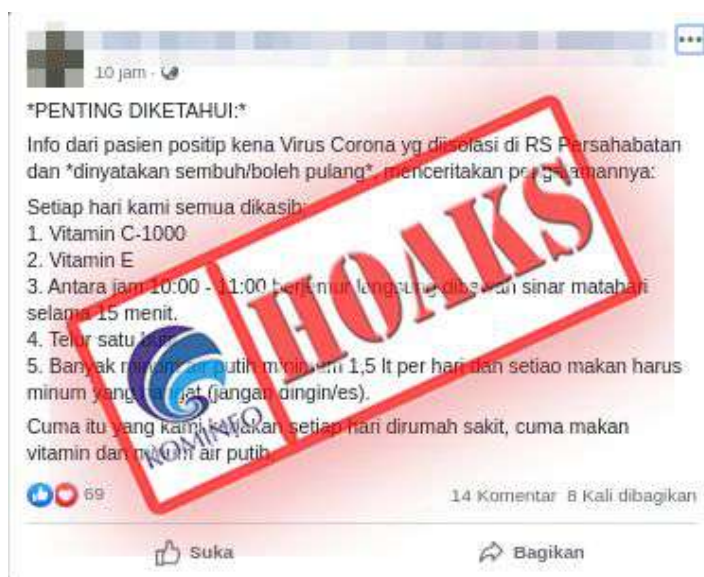 10 jam ·
*PENTING DIKETAHUI:*
Info dari pasien positip kena Virus Corona yg diisolasi di RS Persahabatan
dan *dinyatakan sembuh/boleh pulang*, menceritakan pengalamannya:
Setiap hari kami semua dikasih:
1. Vitamin C-1000
2. Vitamin E
3. Antara jam 10:00 - 11:00 berjemur langsung dibawah sinar matahari
selama 15 menit.
4. Telor satu
5. Banyak minum air putih minimem 1,5 lt per hari dan setiao makan harus
minum yang hangat (jangan dingin/es).
Cuma itu yang kami kerjakan setiap hari dirumah sakit, cuma makan
vitamin dan minum air putih.
HOAKS
KOMINFO
69
14 Komentar 8 Kali dibagikan
Suka
Bagikan